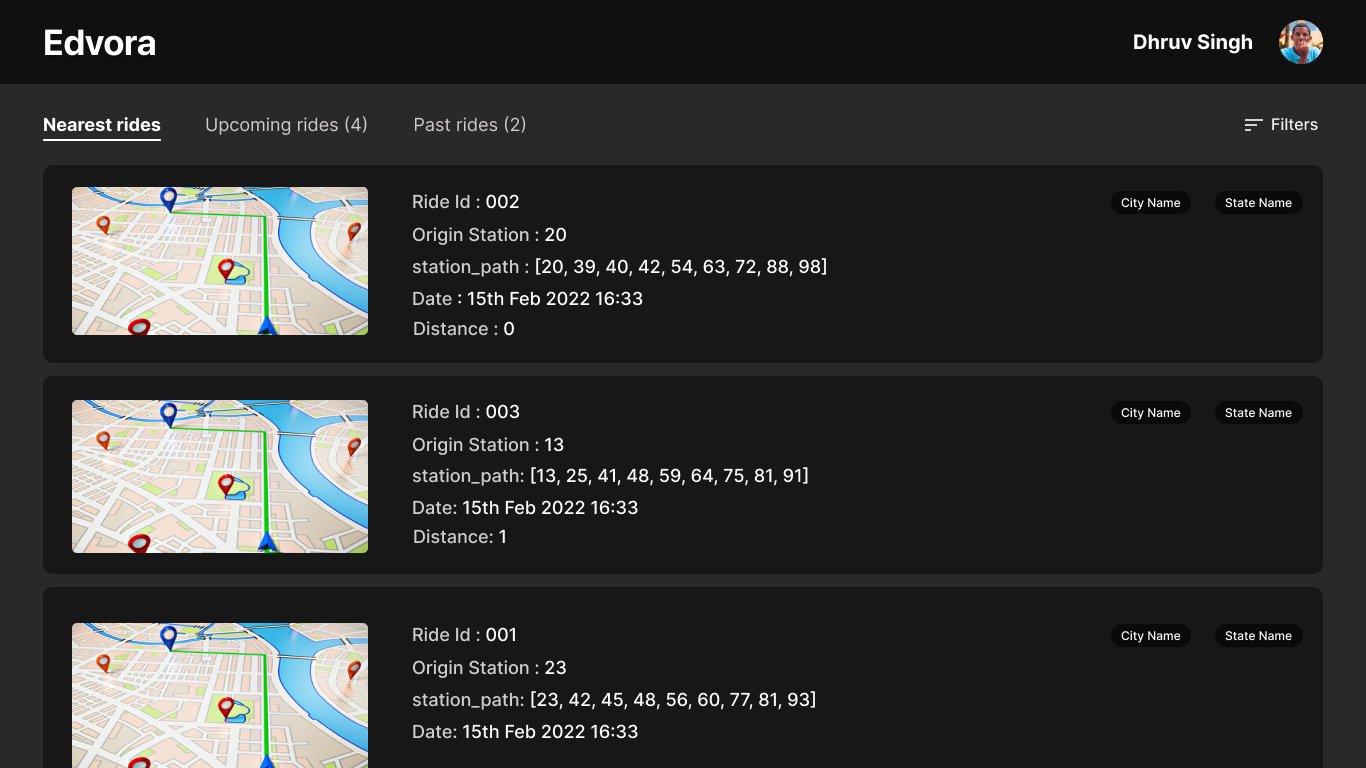 Edvora
Dhruv Singh
Nearest rides
Upcoming rides (4)
Past rides (2)
Filters
Ride Id : 002
City Name
State Name
Origin Station : 20
station_path : [20, 39, 40, 42, 54, 63, 72, 88, 98]
Date : 15th Feb 2022 16:33
Distance : 0
Ride Id : 003
City Name
State Name
Origin Station : 13
station_path: [13, 25, 41, 48, 59, 64, 75, 81, 91]
Date: 15th Feb 2022 16:33
Distance: 1
Ride Id : 001
City Name
State Name
Origin Station : 23
station_path: [23, 42, 45, 48, 56, 60, 77, 81, 93]
Date: 15th Feb 2022 16:33